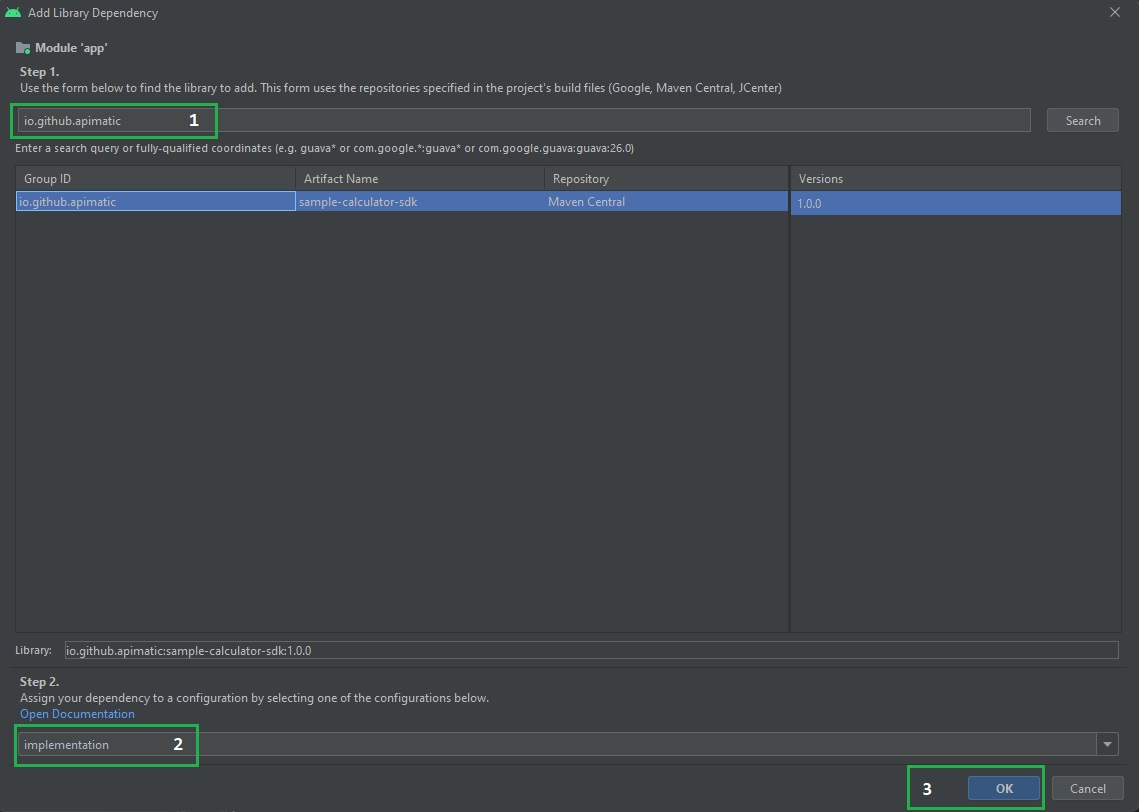 Add Library Dependency
Module 'app'
Step 1.
Use the form below to find the library to add. This form uses the repositories specified in the project's build files (Google, Maven Central, JCenter)
io.github.apimatic 1 Search
Enter a search query or fully-qualified coordinates (e.g. guava* or com.google.*:guava* or com.google.guava:guava:26.0)
Group ID Artifact Name Repository Versions
io.github.apimatic sample-calculator-sdk Maven Central 1.0.0
Library: io.github.apimatic:sample-calculator-sdk:1.0.0
Step 2.
Assign your dependency to a configuration by selecting one of the configurations below.
Open Documentation
implementation 2
3 OK Cancel